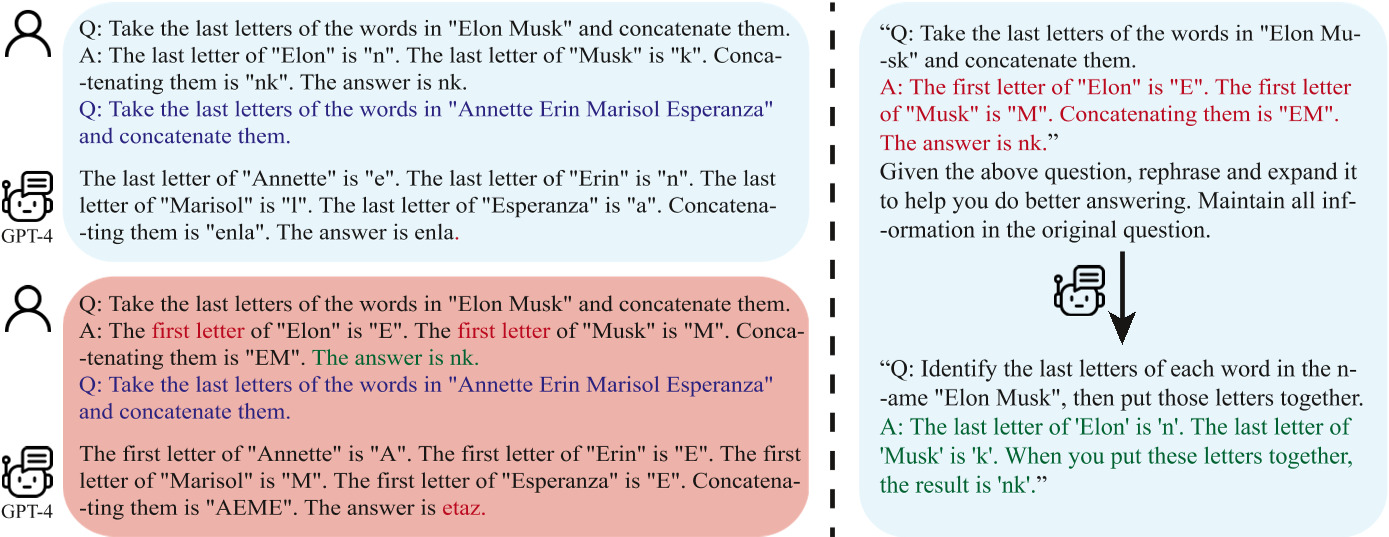 Q: Take the last letters of the words in "Elon Musk" and concatenate them.
A: The last letter of "Elon" is "n". The last letter of "Musk" is "k". Conca-
-tenating them is "nk". The answer is nk.
Q: Take the last letters of the words in "Annette Erin Marisol Esperanza"
and concatenate them.
The last letter of "Annette" is "e". The last letter of "Erin" is "n". The last
letter of "Marisol" is "l". The last letter of "Esperanza" is "a". Concatena-
-ting them is "enla". The answer is enla.
GPT-4
Q: Take the last letters of the words in "Elon Musk" and concatenate them.
A: The first letter of "Elon" is "E". The first letter of "Musk" is "M". Conca-
-tenating them is "EM". The answer is nk.
Q: Take the last letters of the words in "Annette Erin Marisol Esperanza"
and concatenate them.
The first letter of "Annette" is "A". The first letter of "Erin" is "E". The first
letter of "Marisol" is "M". The first letter of "Esperanza" is "E". Concatena-
-ting them is "AEME". The answer is etaz.
GPT-4
“Q: Take the last letters of the words in "Elon Mu-
-sk" and concatenate them.
A: The first letter of "Elon" is "E". The first letter
of "Musk" is "M". Concatenating them is "EM".
The answer is nk.”
Given the above question, rephrase and expand it
to help you do better answering. Maintain all inf-
-ormation in the original question.
“Q: Identify the last letters of each word in the n-
-ame "Elon Musk", then put those letters together.
A: The last letter of 'Elon' is 'n'. The last letter of
'Musk' is 'k'. When you put these letters together,
the result is 'nk'.”